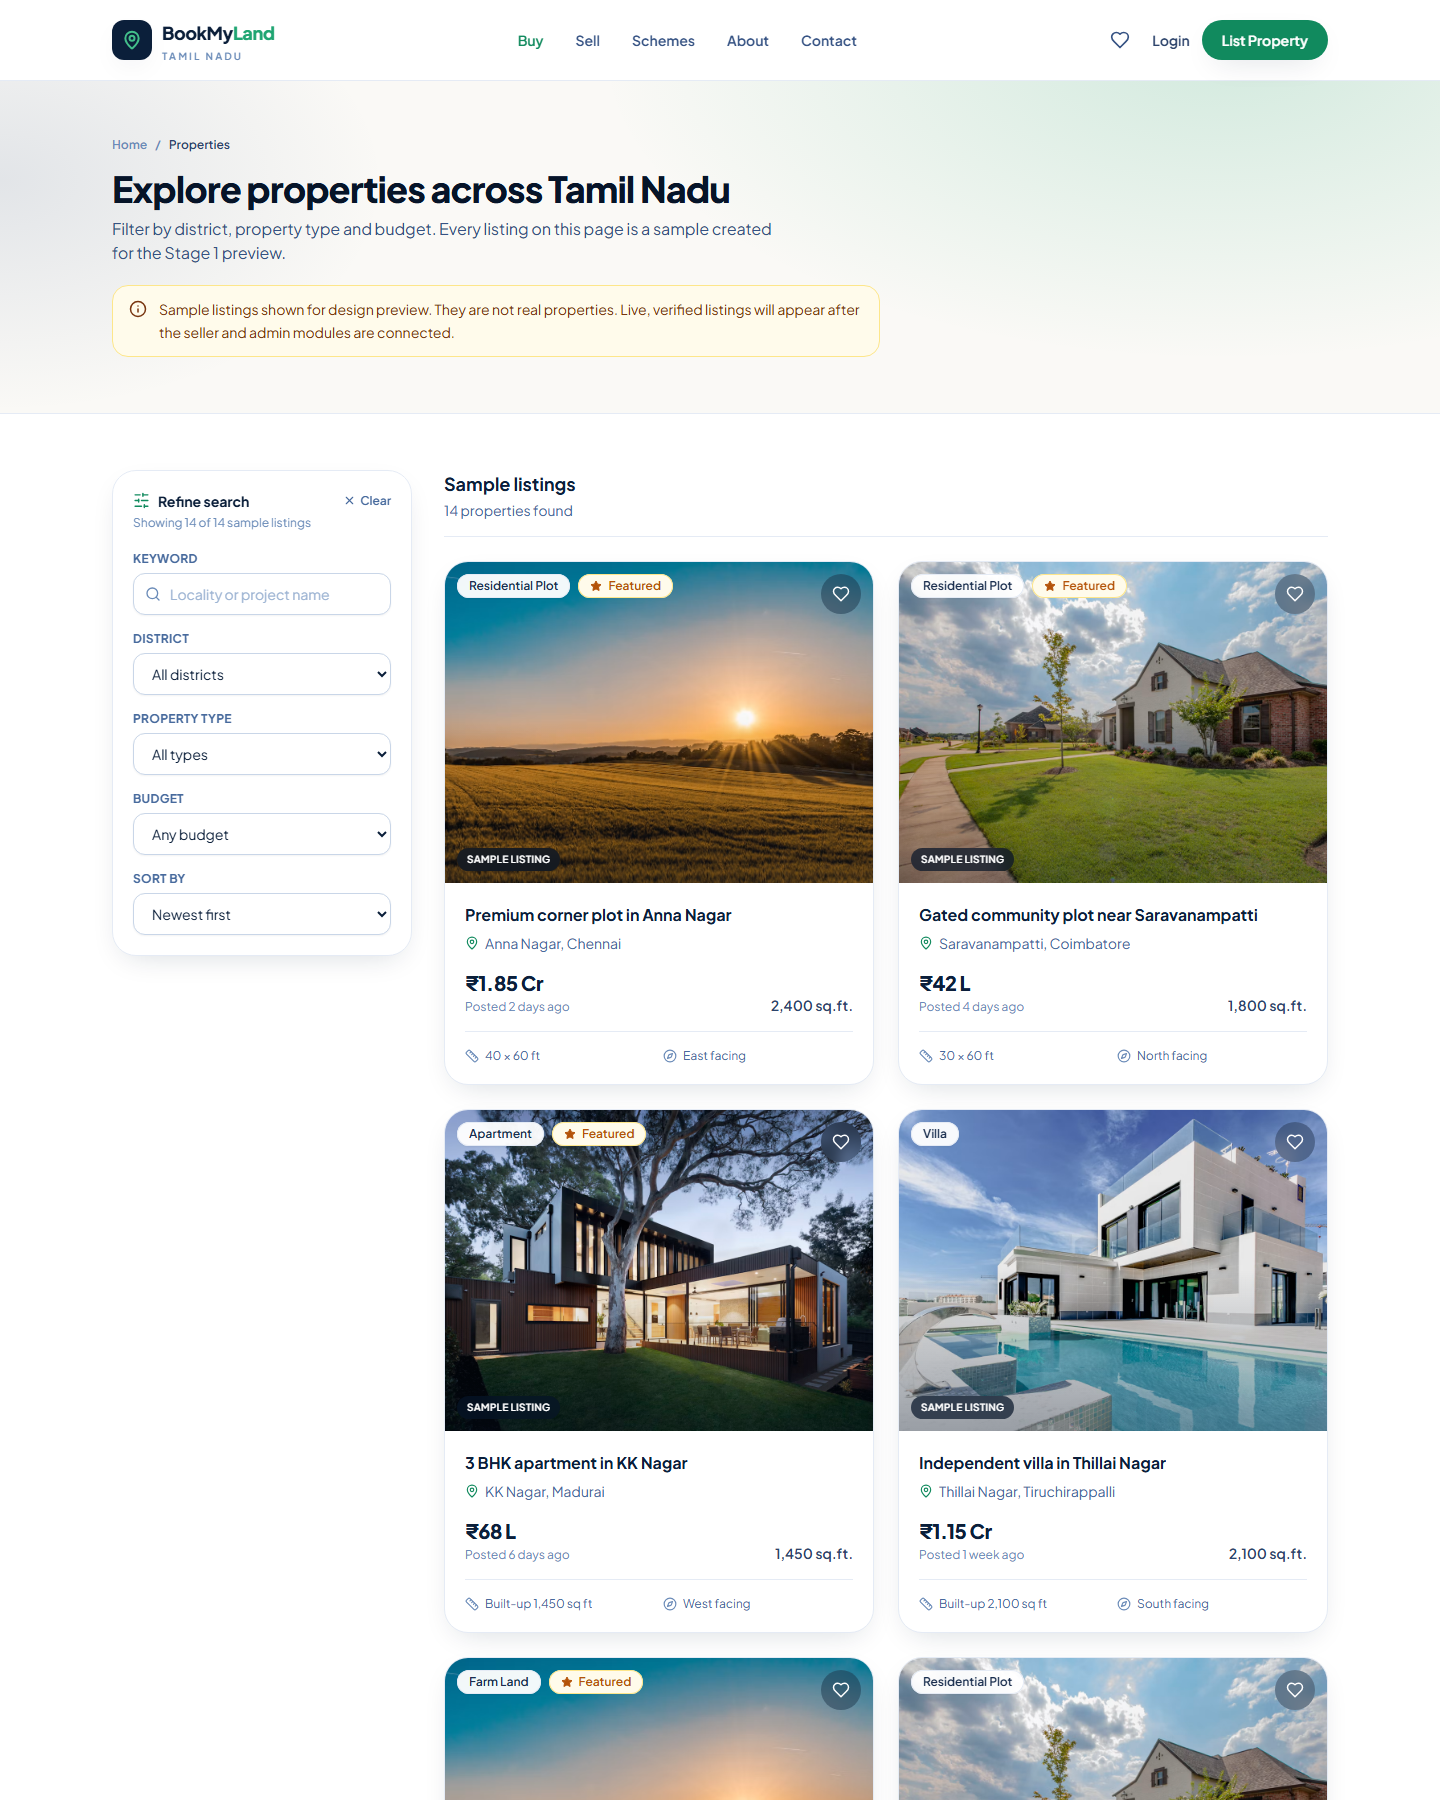 BookMyLand
TAMIL NADU
Buy
Sell
Schemes
About
Contact
Login
List Property
Home / Properties
Explore properties across Tamil Nadu
Filter by district, property type and budget. Every listing on this page is a sample created
for the Stage 1 preview.
Sample listings shown for design preview. They are not real properties. Live, verified listings will appear after
the seller and admin modules are connected.
Refine search
Clear
Showing 14 of 14 sample listings
KEYWORD
Locality or project name
DISTRICT
All districts
PROPERTY TYPE
All types
BUDGET
Any budget
SORT BY
Newest first
Sample listings
14 properties found
Residential Plot
Featured
SAMPLE LISTING
Premium corner plot in Anna Nagar
Anna Nagar, Chennai
₹1.85 Cr
Posted 2 days ago
2,400 sq.ft.
40 × 60 ft
East facing
Residential Plot
Featured
SAMPLE LISTING
Gated community plot near Saravanampatti
Saravanampatti, Coimbatore
₹42 L
Posted 4 days ago
1,800 sq.ft.
30 × 60 ft
North facing
Apartment
Featured
SAMPLE LISTING
3 BHK apartment in KK Nagar
KK Nagar, Madurai
₹68 L
Posted 6 days ago
1,450 sq.ft.
Built-up 1,450 sq ft
West facing
Villa
SAMPLE LISTING
Independent villa in Thillai Nagar
Thillai Nagar, Tiruchirappalli
₹1.15 Cr
Posted 1 week ago
2,100 sq.ft.
Built-up 2,100 sq ft
South facing
Farm Land
Featured
Residential Plot